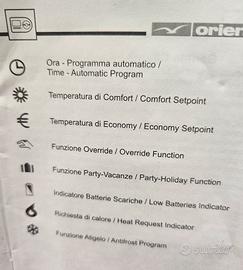 orier
Ora - Programma automatico /
Time - Automatic Program
Temperatura di Comfort / Comfort Setpoint
Temperatura di Economy / Economy Setpoint
Funzione Override / Override Function
Funzione Party-Vacanze / Party-Holiday Function
Indicatore Batterie Scariche / Low Batteries Indicator
Richiesta di calore / Heat Request Indicator
Funzione Atigelo / Antifrost Program
subito